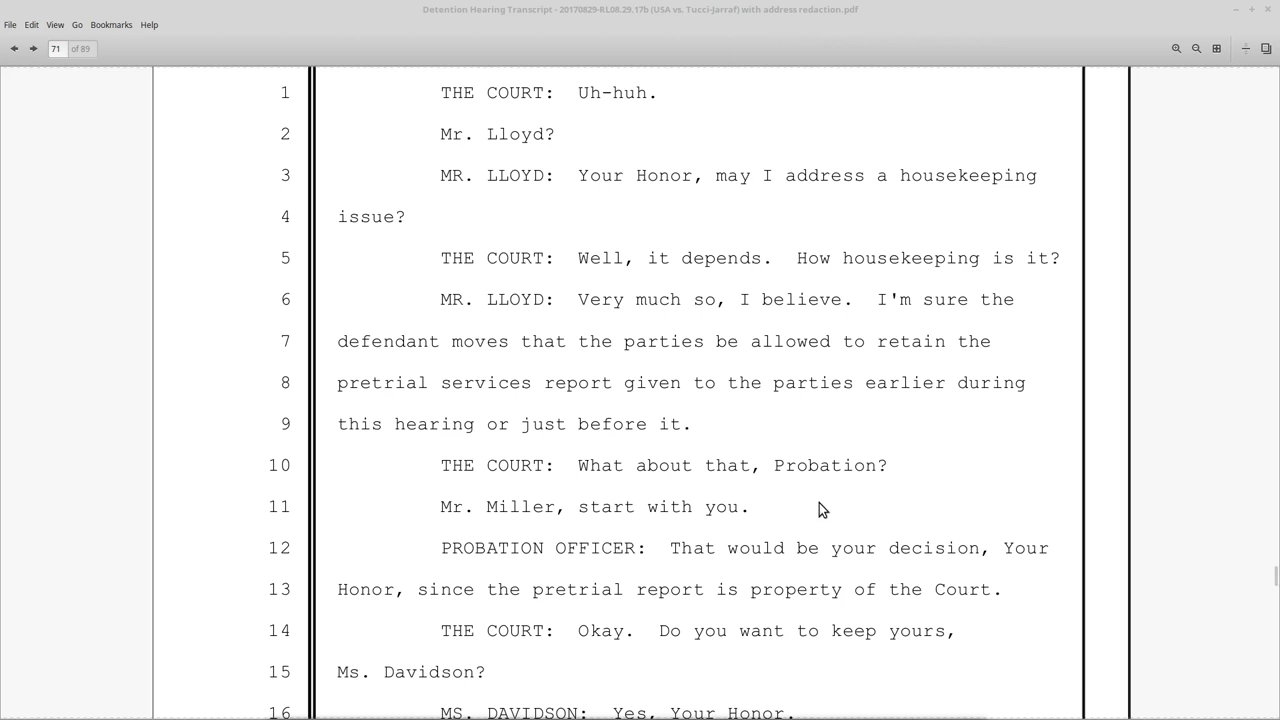 Detention Hearing Transcript - 20170829-RL08.29.17b (USA vs. Tucci-Jarraf) with address redaction.pdf
File Edit View Go Bookmarks Help
71 of 89
1 THE COURT: Uh-huh.
2 Mr. Lloyd?
3 MR. LLOYD: Your Honor, may I address a housekeeping
4 issue?
5 THE COURT: Well, it depends. How housekeeping is it?
6 MR. LLOYD: Very much so, I believe. I'm sure the
7 defendant moves that the parties be allowed to retain the
8 pretrial services report given to the parties earlier during
9 this hearing or just before it.
10 THE COURT: What about that, Probation?
11 Mr. Miller, start with you.
12 PROBATION OFFICER: That would be your decision, Your
13 Honor, since the pretrial report is property of the Court.
14 THE COURT: Okay. Do you want to keep yours,
15 Ms. Davidson?
16 MS. DAVIDSON: Yes, Your Honor.